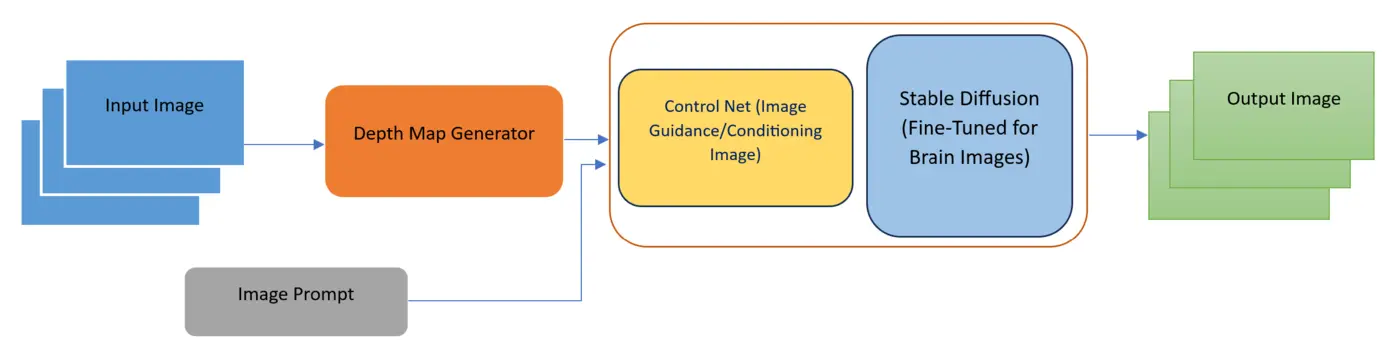 Input Image
Depth Map Generator
Control Net (Image
Guidance/Conditioning
Image)
Stable Diffusion
(Fine-Tuned for
Brain Images)
Output Image
Image Prompt